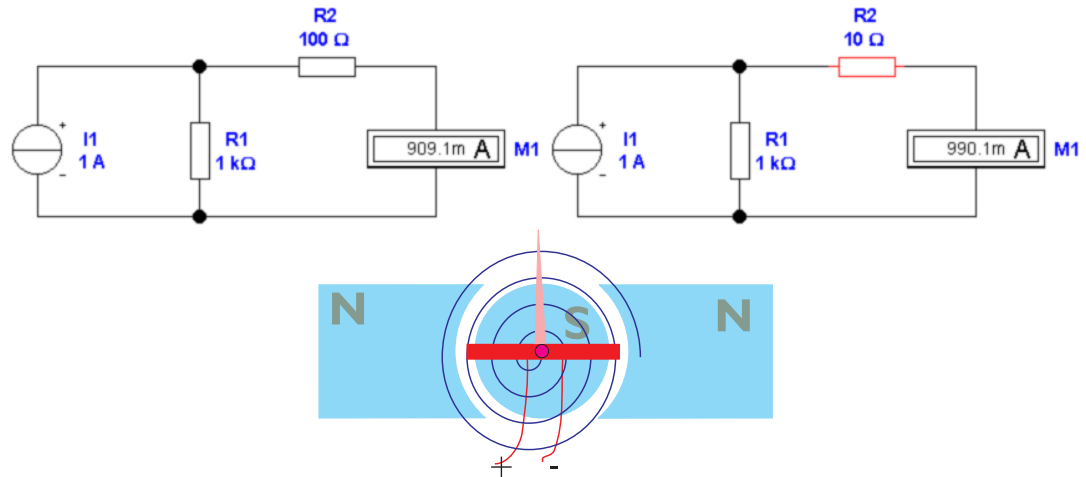 R2
100 Ω
+
I1
1 A
-
R1
1 kΩ
909.1m A
M1
R2
10 Ω
+
I1
1 A
-
R1
1 kΩ
990.1m A
M1
N
S
N
+
-